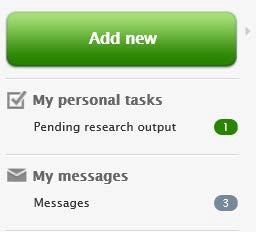 Add new
My personal tasks
Pending research output 1
My messages
Messages 3